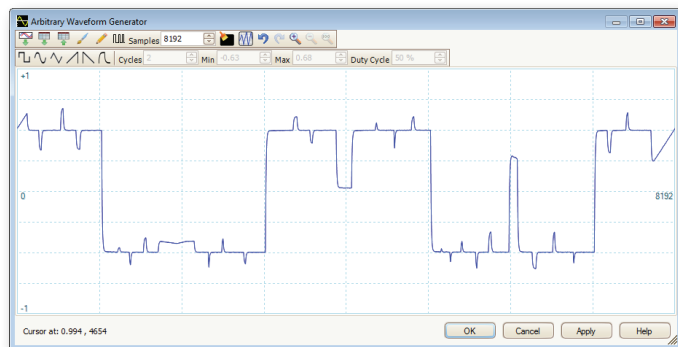 Arbitrary Waveform Generator
Samples 8192
Cycles 2 Min -0.63 Max 0.68 Duty Cycle 50 %
+1
0 8192
-1
Cursor at: 0.994 , 4654 OK Cancel Apply Help